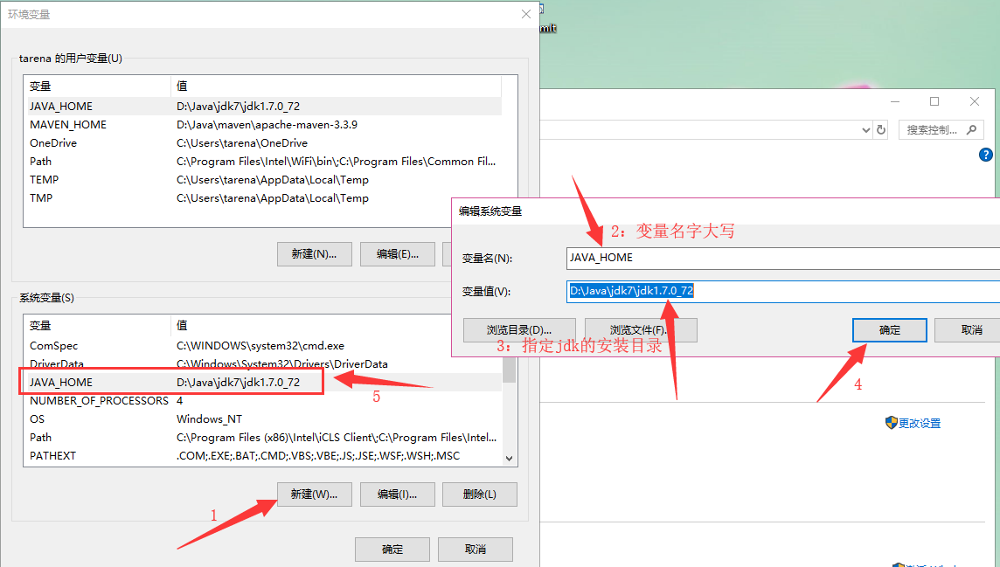 环境变量
mit
tarena 的用户变量(U)
变量 值
JAVA_HOME D:\Java\jdk7\jdk1.7.0_72
MAVEN_HOME D:\Java\maven\apache-maven-3.3.9
OneDrive C:\Users\tarena\OneDrive
Path C:\Program Files\Intel\WiFi\bin\;C:\Program Files\Common Fil...
TEMP C:\Users\tarena\AppData\Local\Temp
TMP C:\Users\tarena\AppData\Local\Temp
新建(N)... 编辑(E)...
系统变量(S)
变量 值
ComSpec C:\WINDOWS\system32\cmd.exe
DriverData C:\Windows\System32\Drivers\DriverData
JAVA_HOME D:\Java\jdk7\jdk1.7.0_72
5
NUMBER_OF_PROCESSORS 4
OS Windows_NT
Path C:\Program Files (x86)\Intel\iCLS Client\;C:\Program Files\Intel...
PATHEXT .COM;.EXE;.BAT;.CMD;.VBS;.VBE;.JS;.JSE;.WSF;.WSH;.MSC
新建(W)... 编辑(I)... 删除(L)
1
确定 取消
搜索控制...
?
编辑系统变量
2：变量名字大写
变量名(N): JAVA_HOME
变量值(V): D:\Java\jdk7\jdk1.7.0_72
浏览目录(D)... 浏览文件(F)... 确定 取消
3：指定jdk的安装目录
4
更改设置